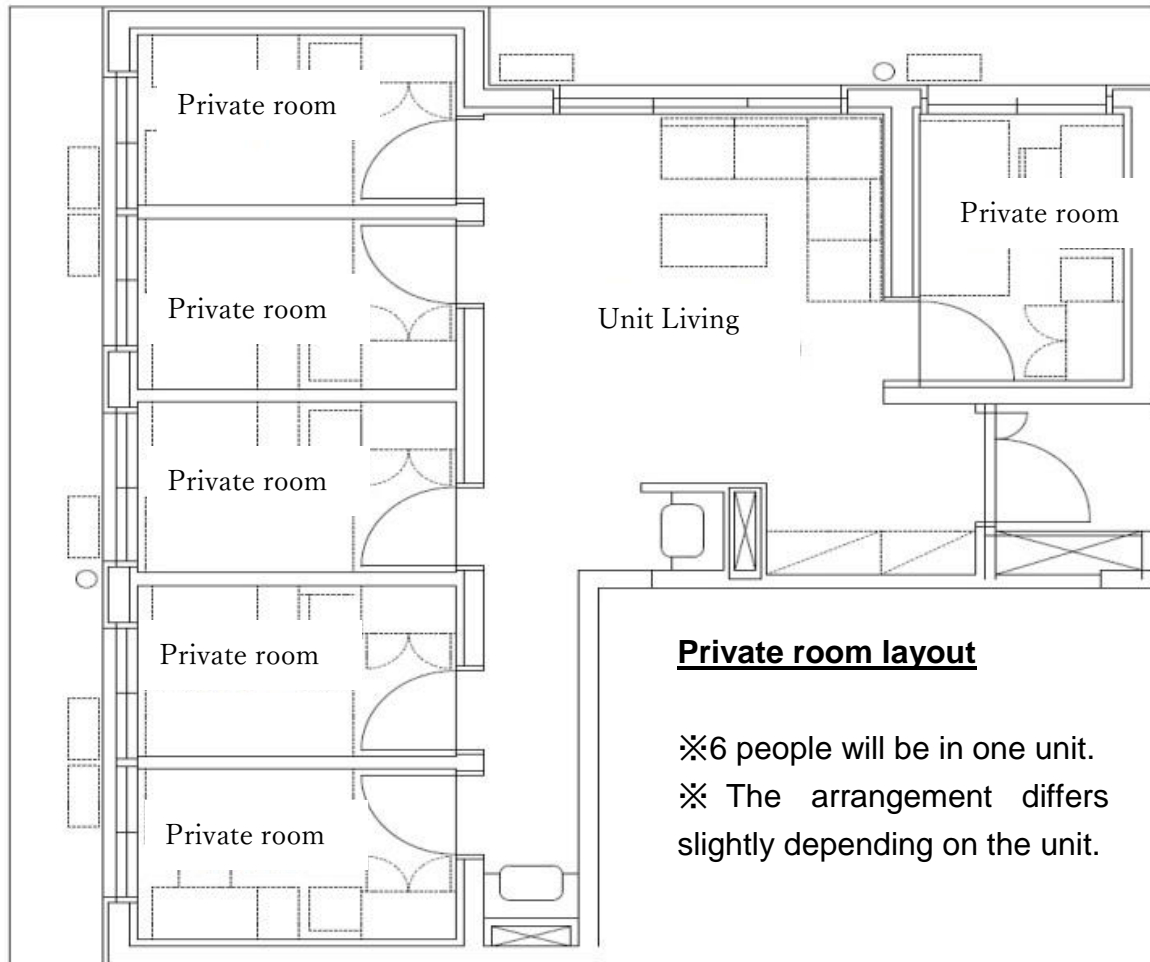 Private room
Private room
Private room
Unit Living
Private room
Private room
Private room
Private room layout
※6 people will be in one unit.
※ The arrangement differs
slightly depending on the unit.